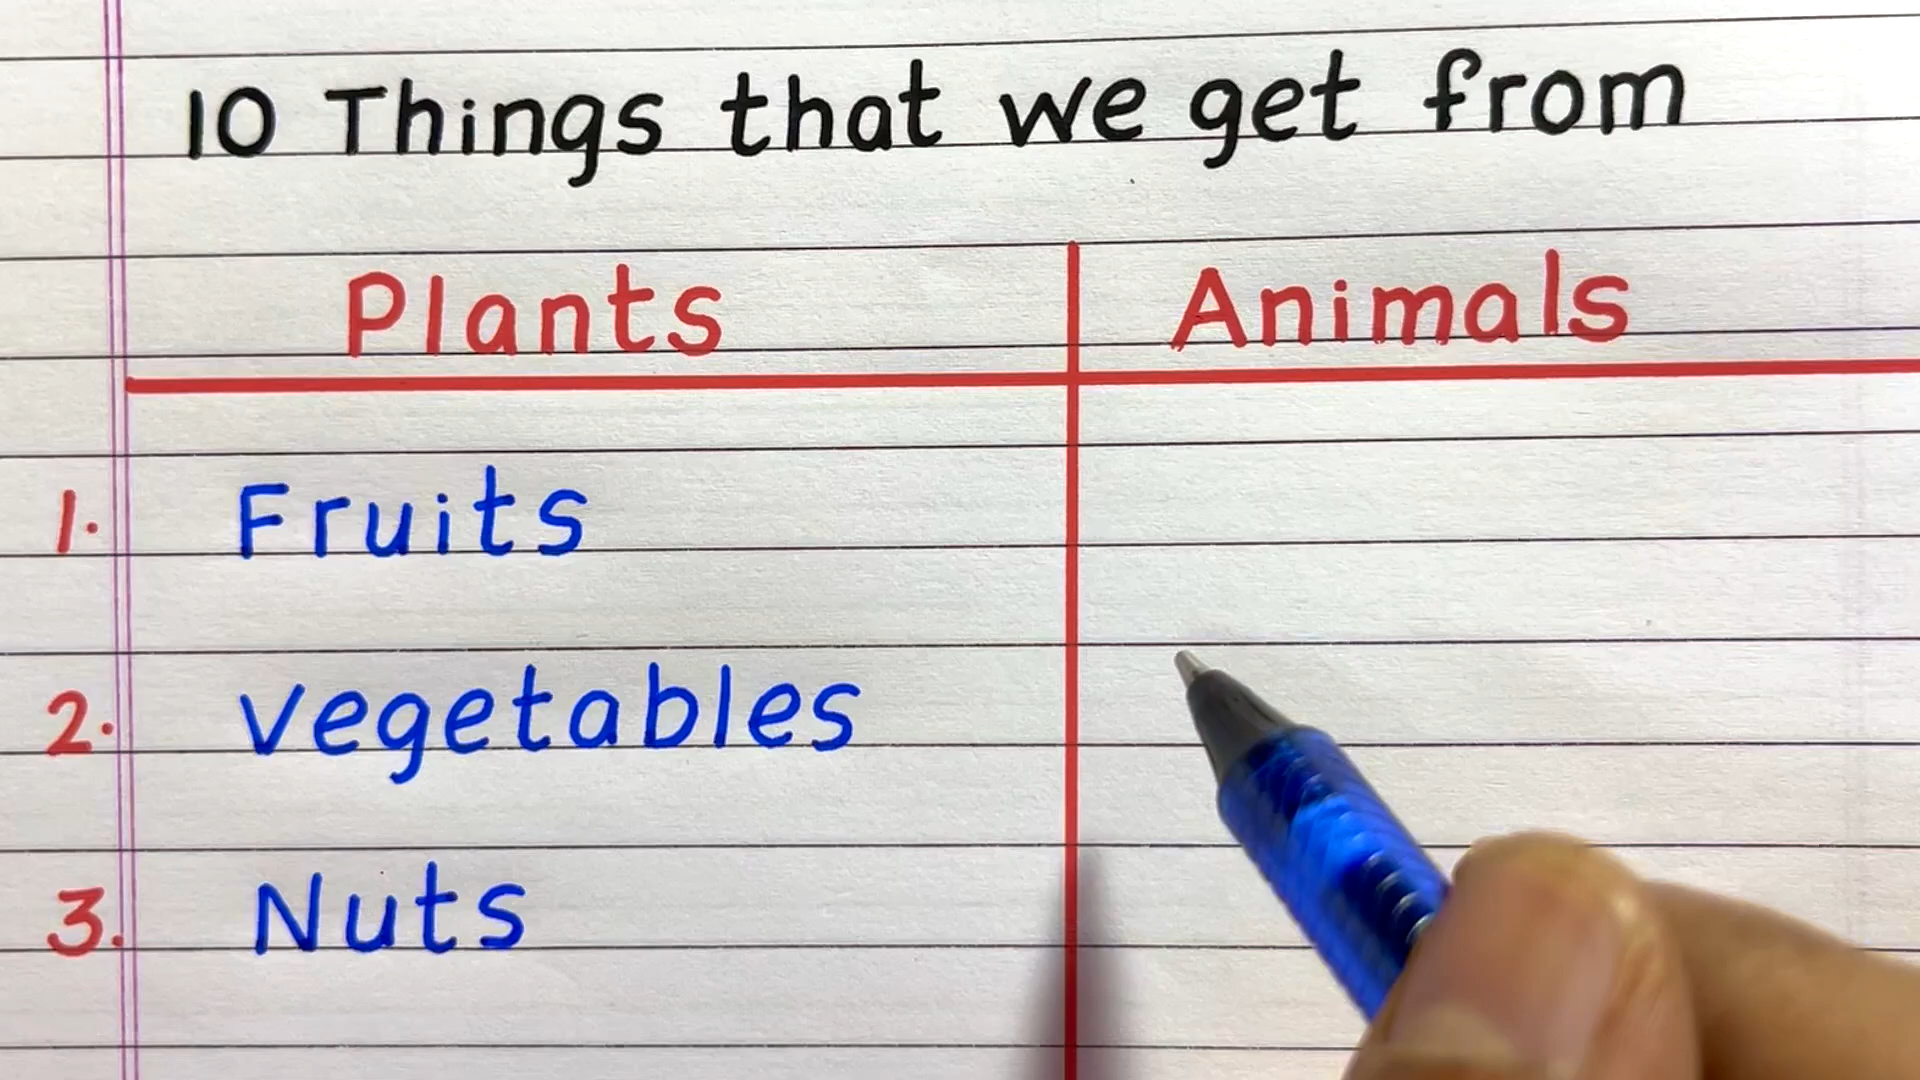 10 Things that we get from
Plants Animals
1. Fruits
2. vegetables
3. Nuts